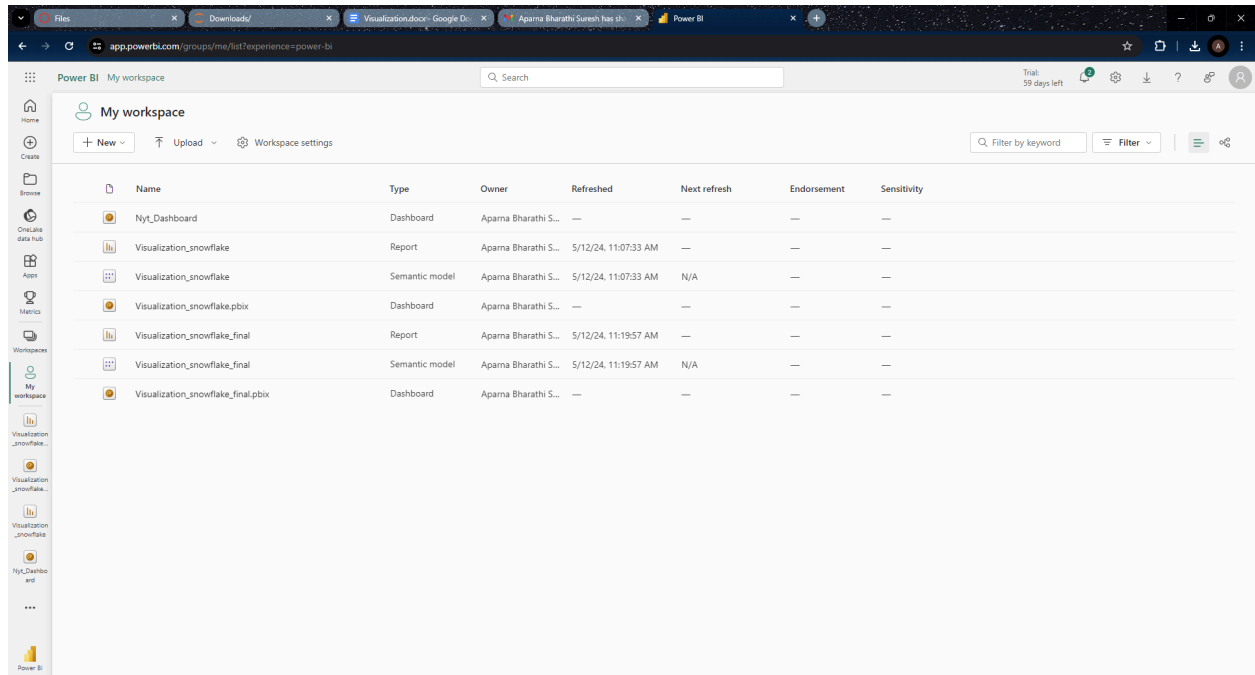 Files
Downloads/
Visualization.docx - Google Doc
Aparna Bharathi Suresh has sha
Power BI
app.powerbi.com/groups/me/list?experience=power-bi
A
Power BI My workspace
Search
Trial:
59 days left
2
Home
Create
Browse
OneLake
data hub
Apps
Metrics
Workspaces
My
workspace
Visualization
_snowflake...
Visualization
_snowflake...
Visualization
_snowflake
Nyt_Dashbo
ard
Power BI
My workspace
New
Upload
Workspace settings
Filter by keyword
Filter
Name Type Owner Refreshed Next refresh Endorsement Sensitivity
Nyt_Dashboard Dashboard Aparna Bharathi S... — — — —
Visualization_snowflake Report Aparna Bharathi S... 5/12/24, 11:07:33 AM — — —
Visualization_snowflake Semantic model Aparna Bharathi S... 5/12/24, 11:07:33 AM N/A — —
Visualization_snowflake.pbix Dashboard Aparna Bharathi S... — — — —
Visualization_snowflake_final Report Aparna Bharathi S... 5/12/24, 11:19:57 AM — — —
Visualization_snowflake_final Semantic model Aparna Bharathi S... 5/12/24, 11:19:57 AM N/A — —
Visualization_snowflake_final.pbix Dashboard Aparna Bharathi S... — — — —